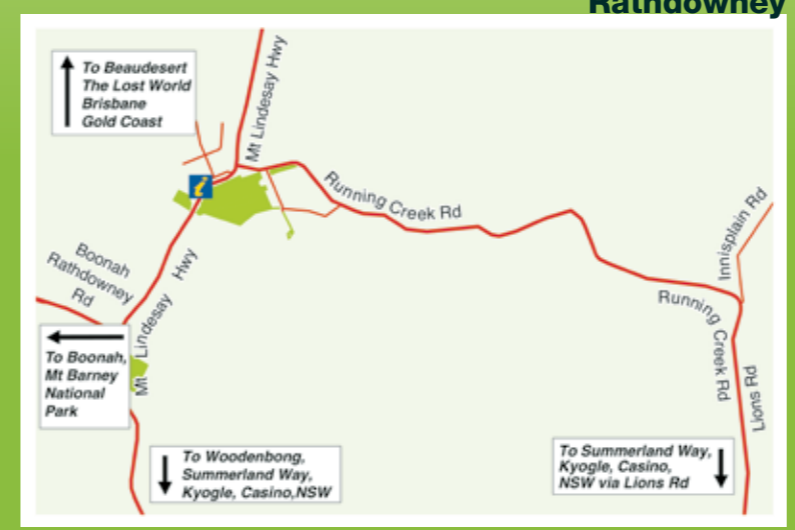 Rathdowney
To Beaudesert
The Lost World
Brisbane
Gold Coast
Mt Lindesay Hwy
i
Running Creek Rd
Innisplain Rd
Boonah
Rathdowney
Rd
Mt Lindesay Hwy
Running Creek Rd
Lions Rd
To Boonah,
Mt Barney
National
Park
To Woodenbong,
Summerland Way,
Kyogle, Casino,NSW
To Summerland Way,
Kyogle, Casino,
NSW via Lions Rd